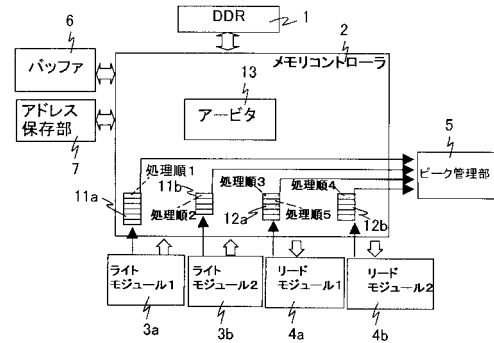 DDR
1
6
2
バッファ
メモリコントローラ
13
アービタ
アドレス
保存部
7
5
ピーク管理部
処理順1
11b
処理順3
処理順4
11a
処理順2
12a
処理順5
12b
ライト
モジュール1
ライト
モジュール2
リード
モジュール1
リード
モジュール2
3a
3b
4a
4b